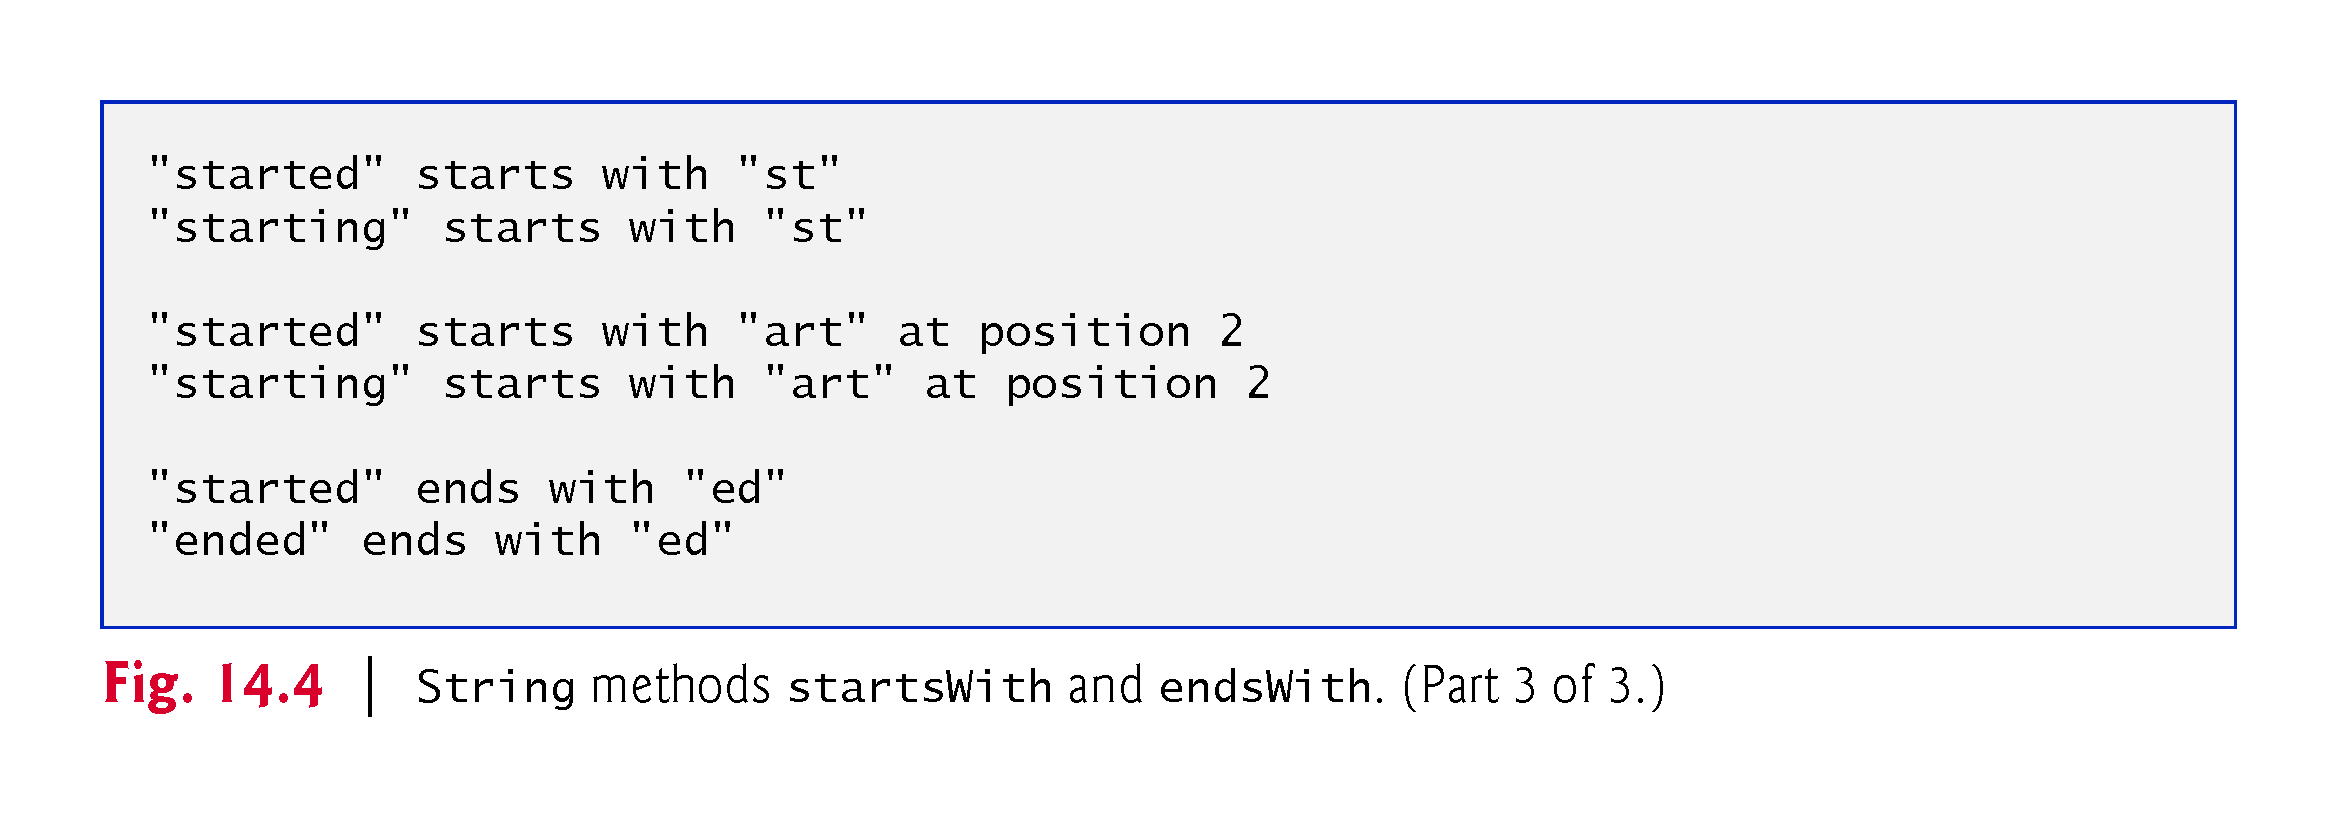 "started" starts with "st"
"starting" starts with "st"
"started" starts with "art" at position 2
"starting" starts with "art" at position 2
"started" ends with "ed"
"ended" ends with "ed"
Fig. 14.4 | String methods startsWith and endsWith. (Part 3 of 3.)